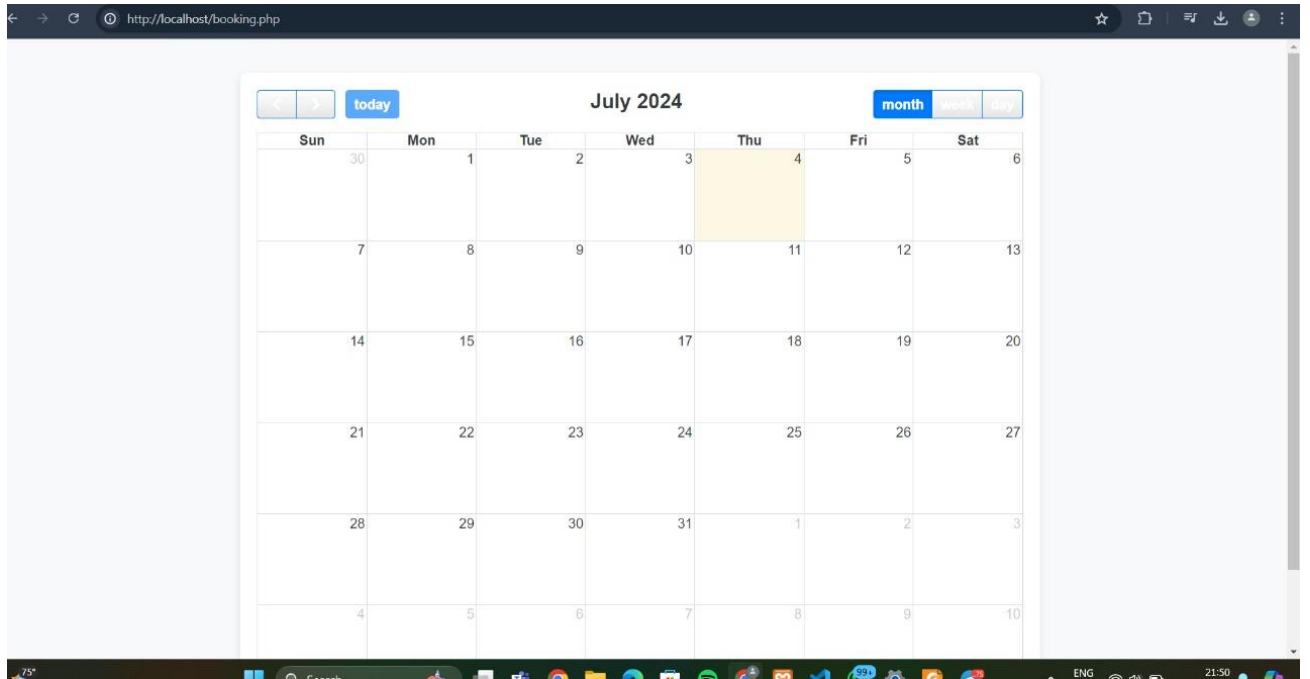 http://localhost/booking.php
today
July 2024
month week day
Sun Mon Tue Wed Thu Fri Sat
30 1 2 3 4 5 6
7 8 9 10 11 12 13
14 15 16 17 18 19 20
21 22 23 24 25 26 27
28 29 30 31 1 2 3
4 5 6 7 8 9 10
75°
Search
99+
ENG
21:50